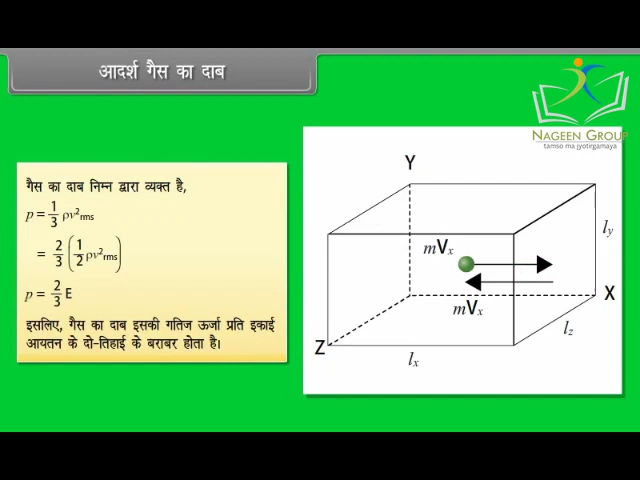 आदर्श गैस का दाब
NAGEEN GROUP
tamso ma jyotirgamaya
गैस का दाब निम्न द्वारा व्यक्त है,
p = 1/3 ρv²rms
= 2/3 (1/2 ρv²rms)
p = 2/3 E
इसलिए, गैस का दाब इसकी गतिज ऊर्जा प्रति इकाई
आयतन के दो-तिहाई के बराबर होता है।
Y
mVx
ly
mVx
X
Z
lx
lz